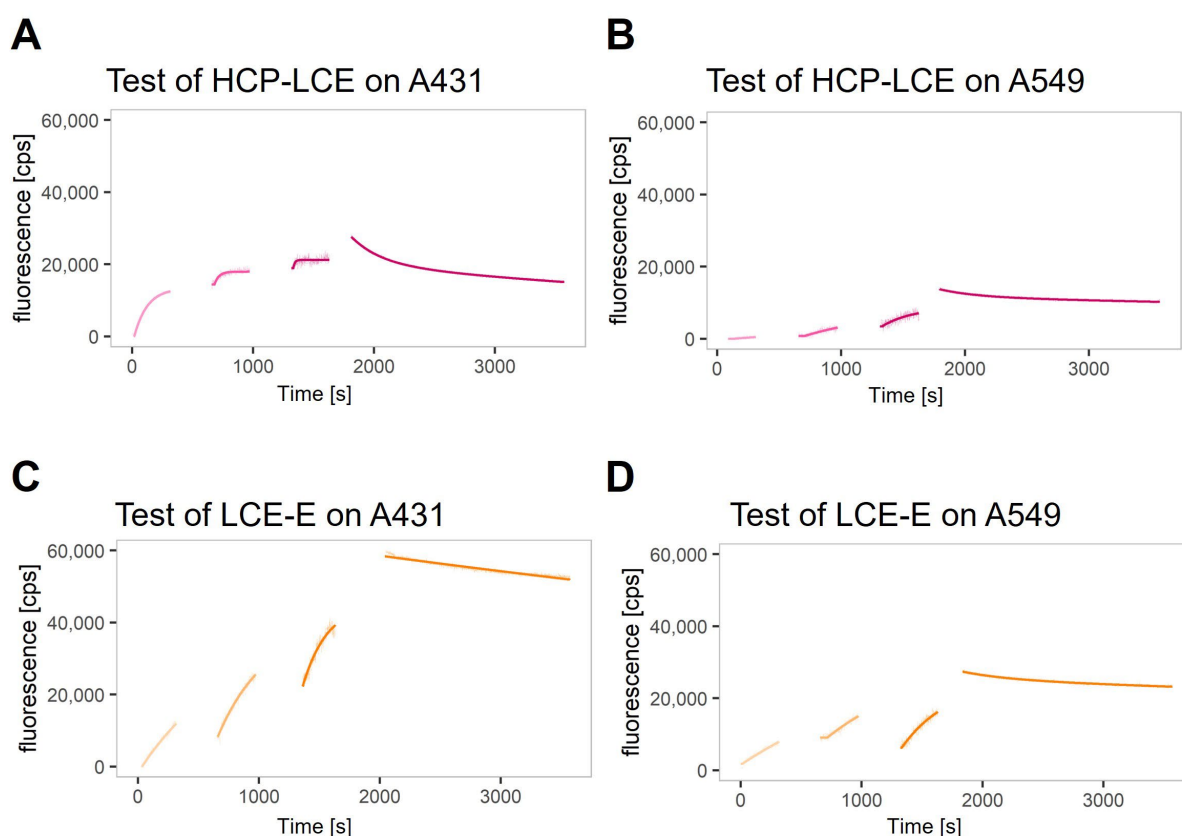 A
Test of HCP-LCE on A431
fluorescence [cps]
60,000
40,000
20,000
0
0 1000 2000 3000
Time [s]
B
Test of HCP-LCE on A549
fluorescence [cps]
60,000
40,000
20,000
0
0 1000 2000 3000
Time [s]
C
Test of LCE-E on A431
fluorescence [cps]
60,000
40,000
20,000
0
0 1000 2000 3000
Time [s]
D
Test of LCE-E on A549
fluorescence [cps]
60,000
40,000
20,000
0
0 1000 2000 3000
Time [s]